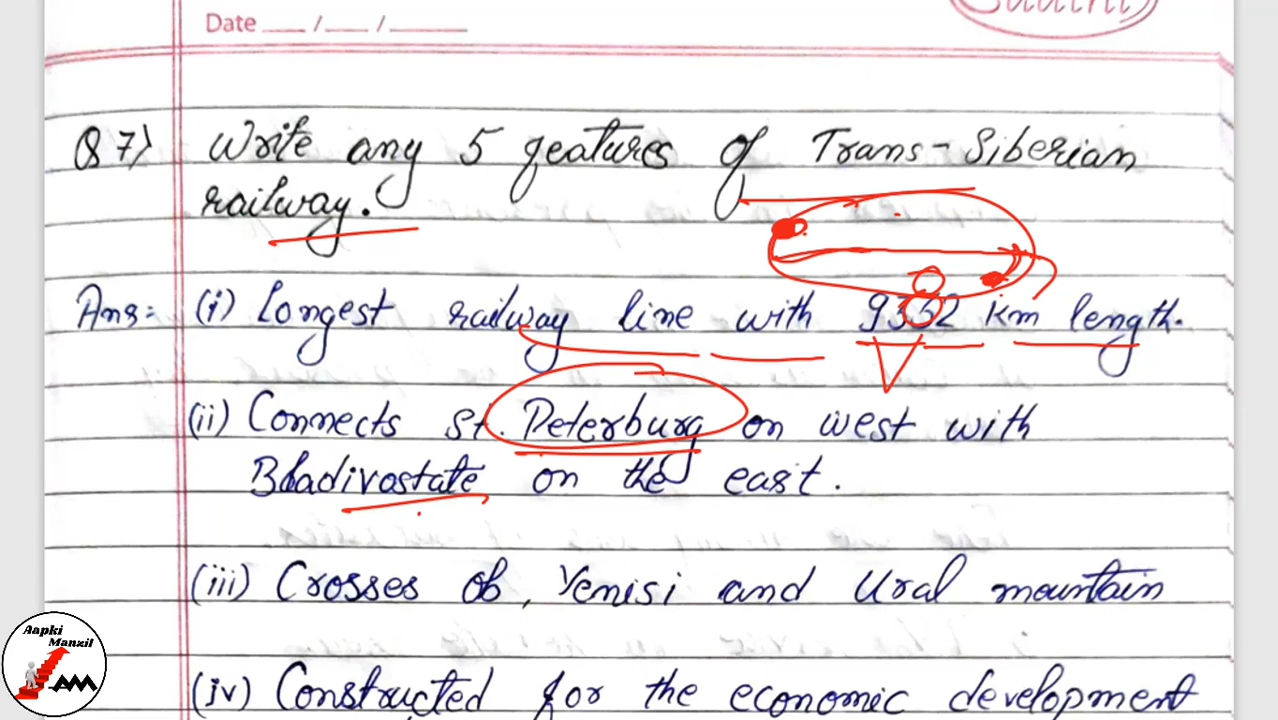 Date ___ /___ /______
Q 7) Write any 5 features of Trans-Siberian
railway.
Ans: (i) Longest railway line with 9332 km length.
(ii) Connects St. Peterburg on west with
Bladivostate on the east.
(iii) Crosses ob, Yenisi and Ural mountain
(iv) Constructed for the economic development
Aapki
Manzil
AM